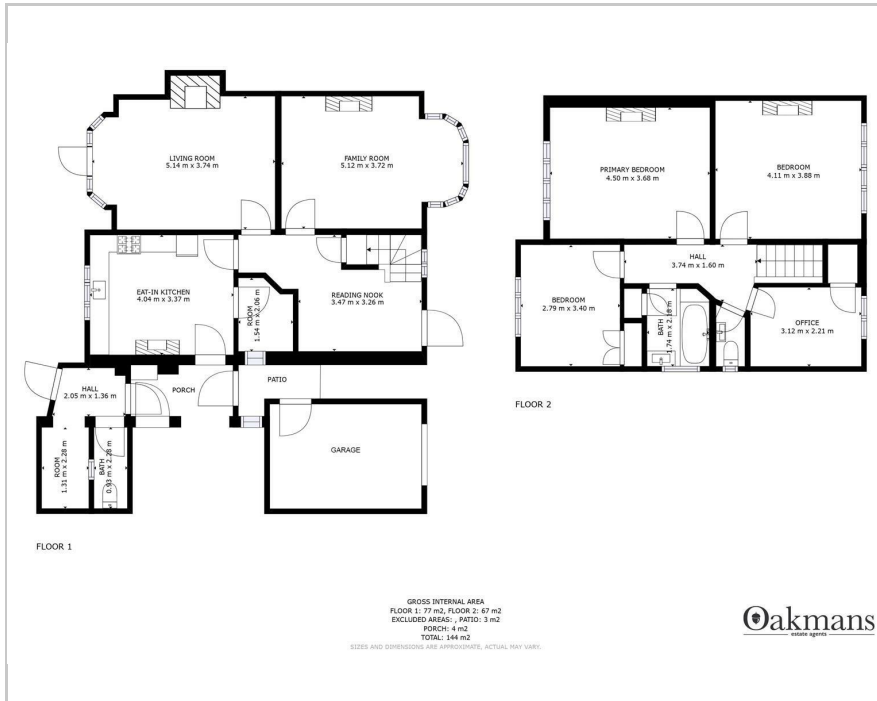 LIVING ROOM
5.14 m x 3.74 m
FAMILY ROOM
5.12 m x 3.72 m
EAT-IN KITCHEN
4.04 m x 3.37 m
ROOM
1.54 m x 2.06 m
READING NOOK
3.47 m x 3.26 m
HALL
2.05 m x 1.36 m
PORCH
PATIO
ROOM
1.31 m x 2.28 m
BATH
0.93 m x 2.28 m
GARAGE
FLOOR 1
PRIMARY BEDROOM
4.50 m x 3.68 m
BEDROOM
4.11 m x 3.88 m
HALL
3.74 m x 1.60 m
BEDROOM
2.79 m x 3.40 m
BATH
1.74 m x 2.18 m
OFFICE
3.12 m x 2.21 m
FLOOR 2
GROSS INTERNAL AREA
FLOOR 1: 77 m2, FLOOR 2: 67 m2
EXCLUDED AREAS: , PATIO: 3 m2
PORCH: 4 m2
TOTAL: 144 m2
SIZES AND DIMENSIONS ARE APPROXIMATE, ACTUAL MAY VARY.
Oakmans
estate agents